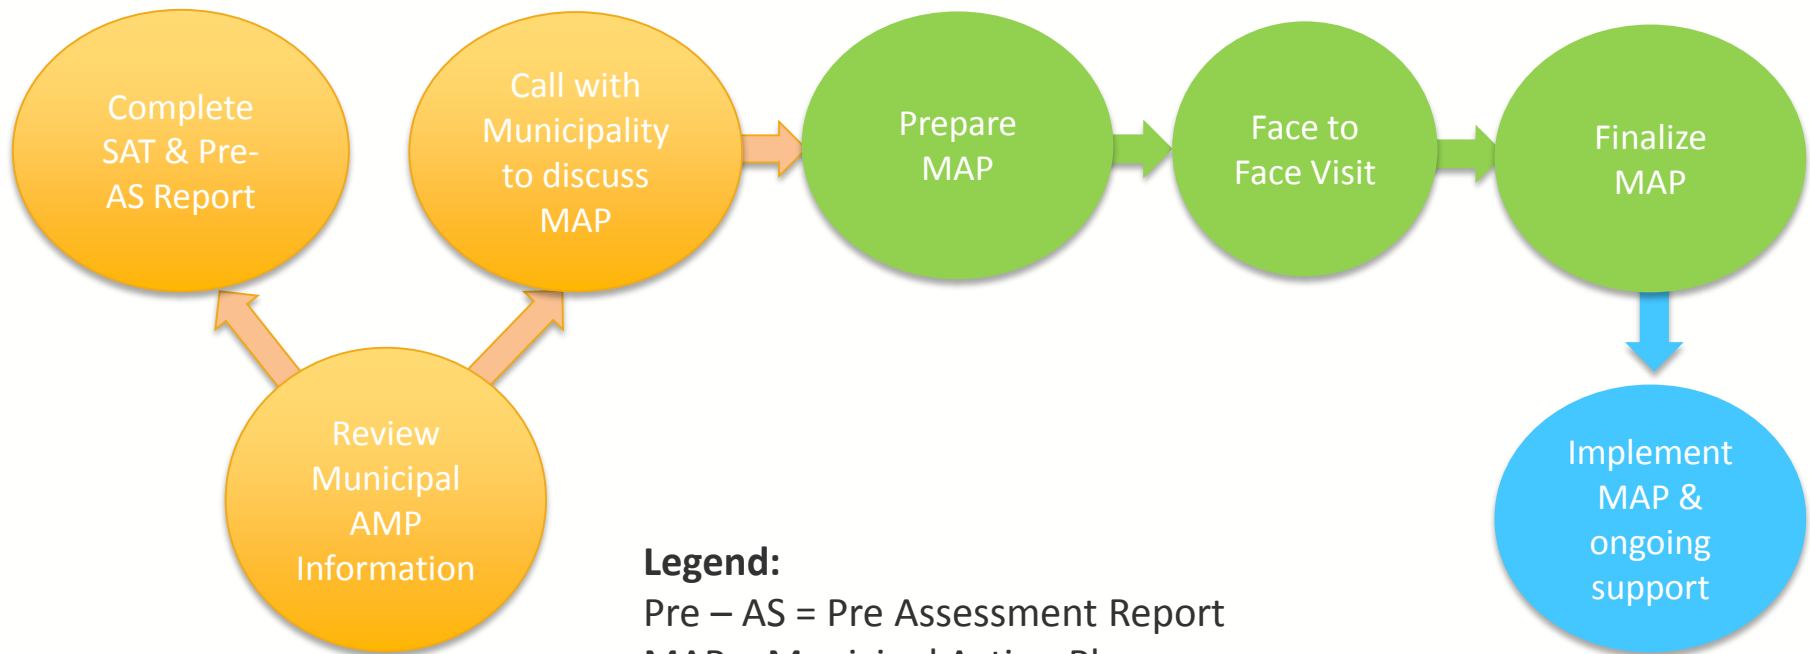 Complete
SAT & Pre-
AS Report
Call with
Municipality
to discuss
MAP
Prepare
MAP
Face to
Face Visit
Finalize
MAP
Review
Municipal
AMP
Information
Implement
MAP &
ongoing
support
Legend:
Pre – AS = Pre Assessment Report